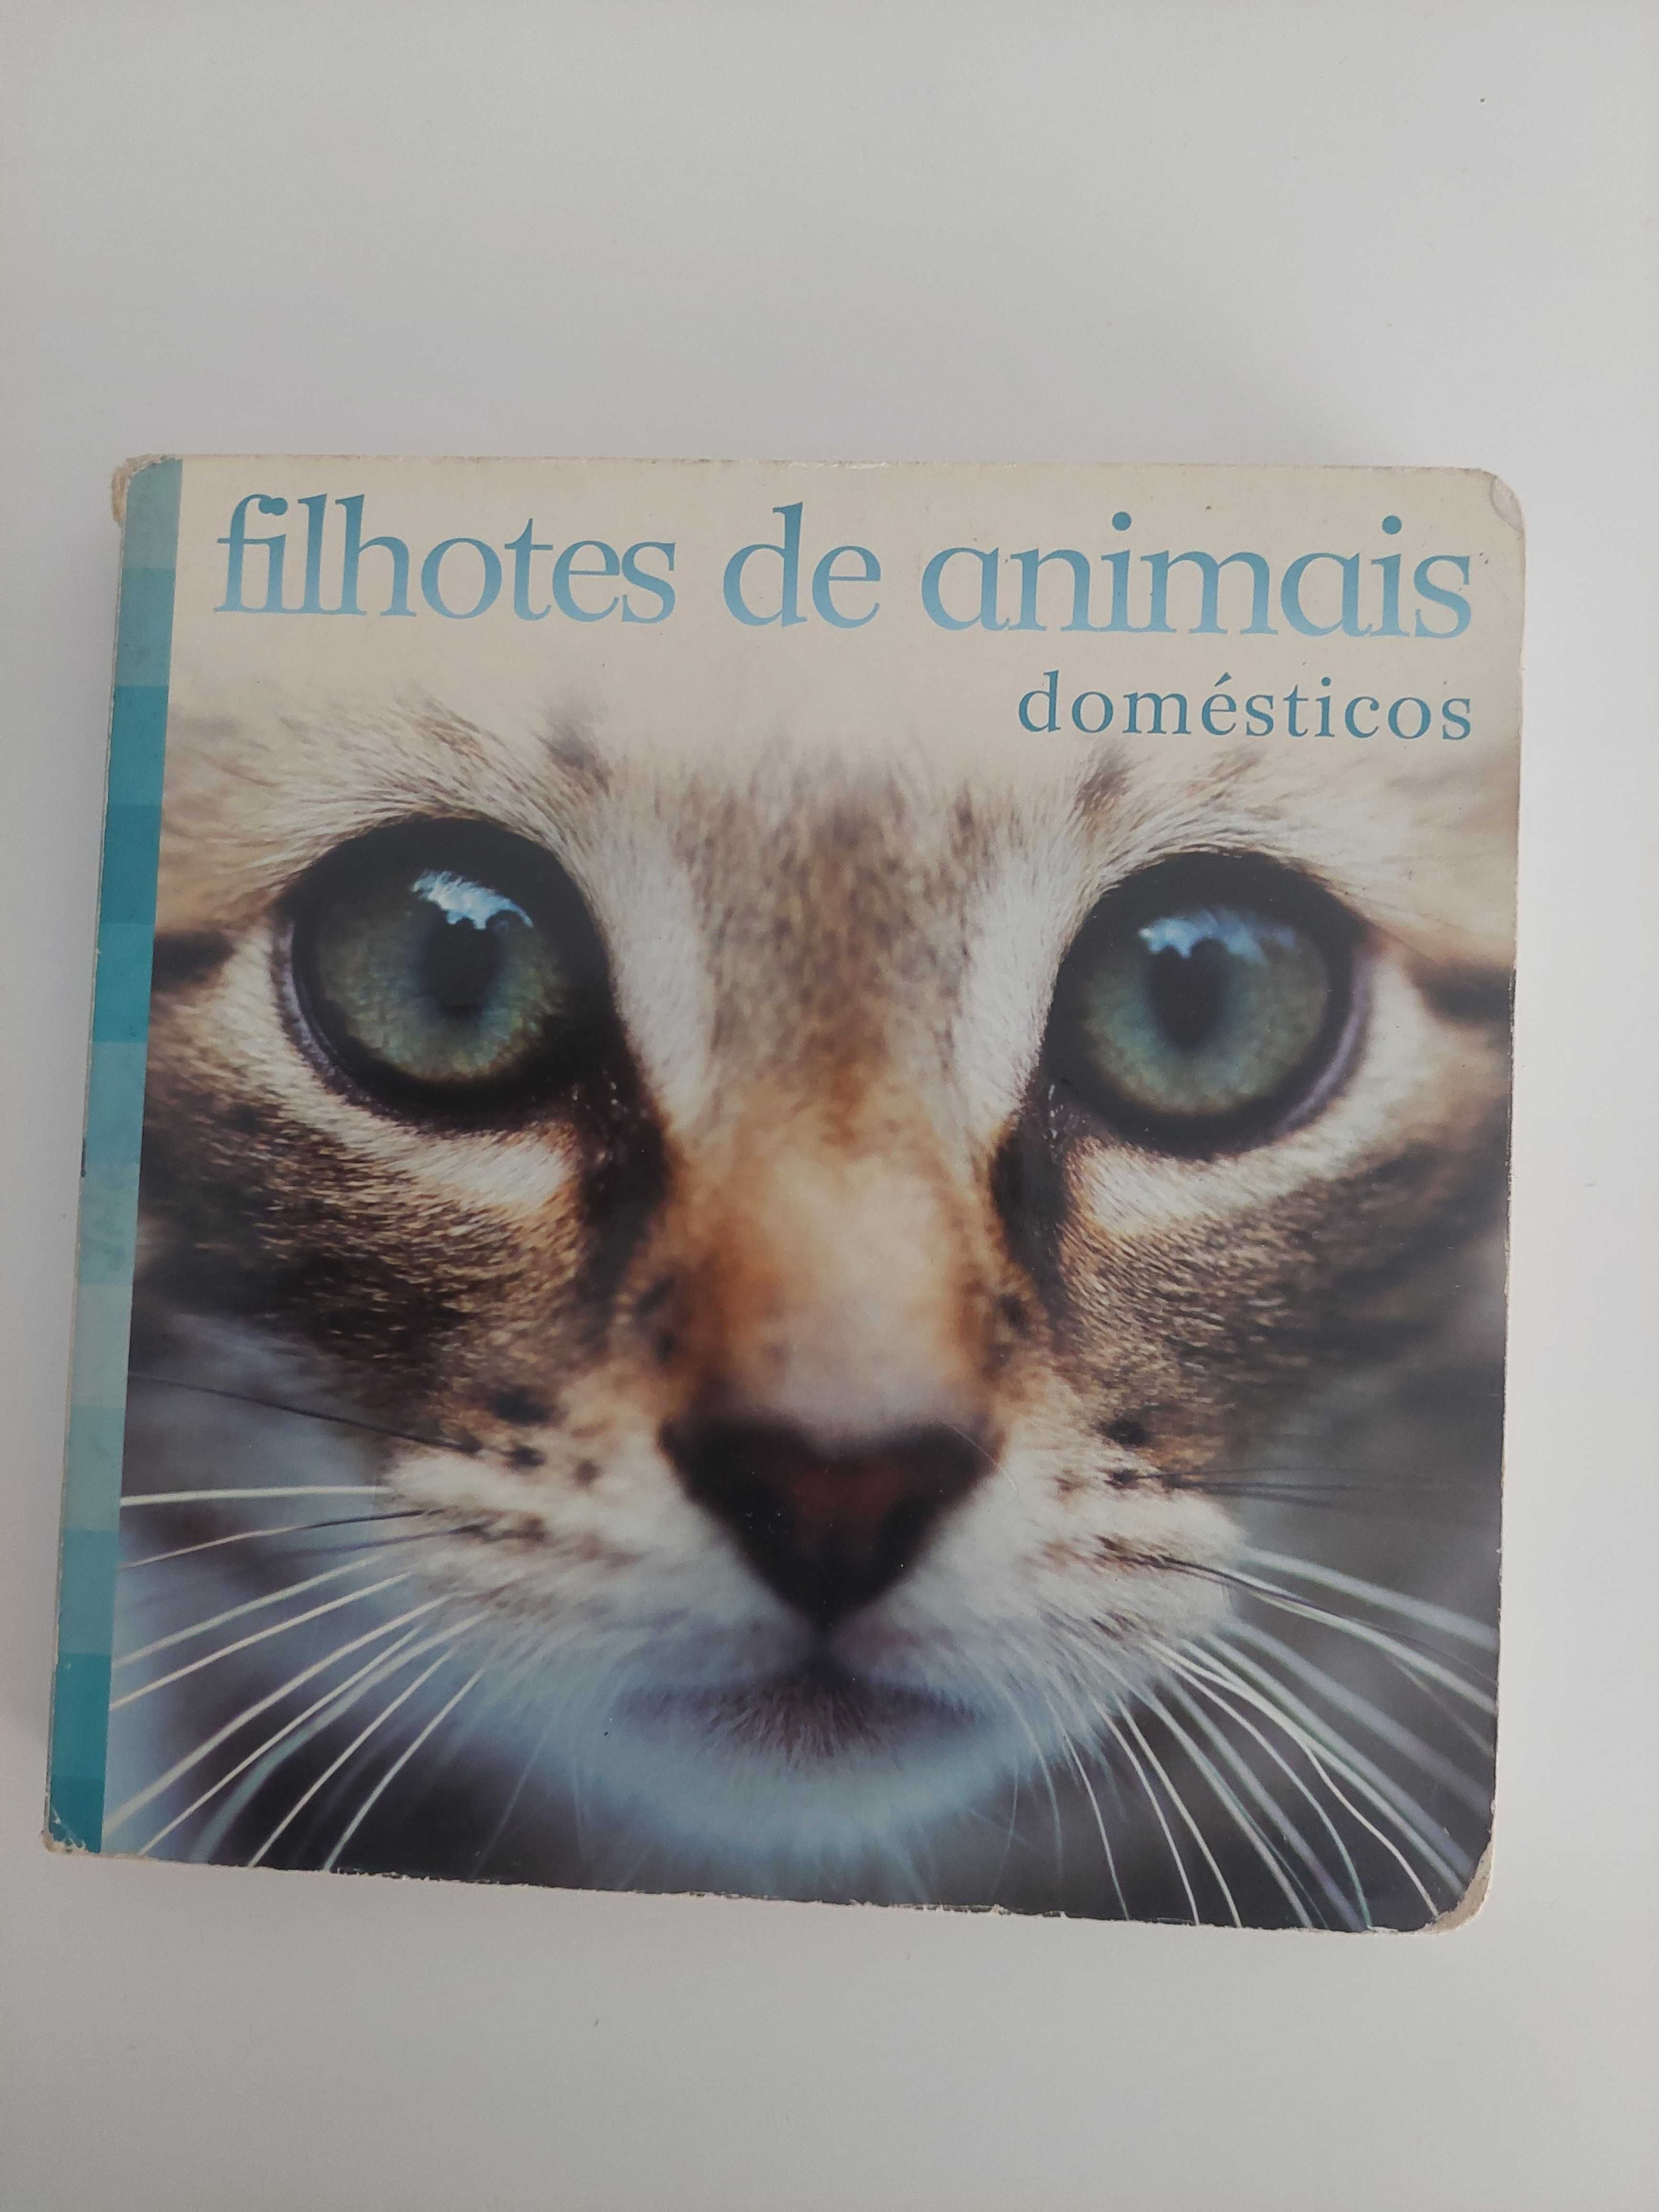 filhotes de animais
domésticos